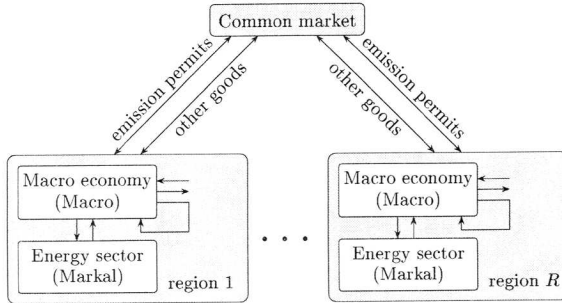 Common market
emission permits
other goods
other goods
emission permits
Macro economy
(Macro)
Energy sector
(Markal)
region 1
. . .
Macro economy
(Macro)
Energy sector
(Markal)
region R